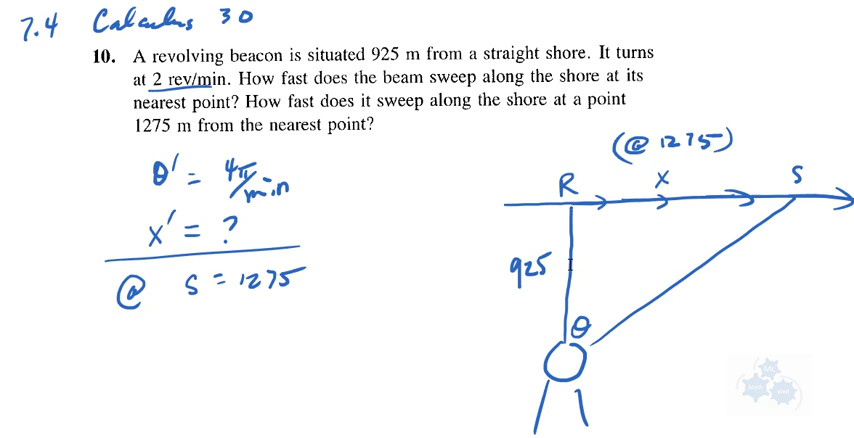 7.4 Calculus 30
10. A revolving beacon is situated 925 m from a straight shore. It turns
at 2 rev/min. How fast does the beam sweep along the shore at its
nearest point? How fast does it sweep along the shore at a point
1275 m from the nearest point?
(@ 1275)
θ' = 4π/min
R X S
x' = ?
925
@ S = 1275
θ